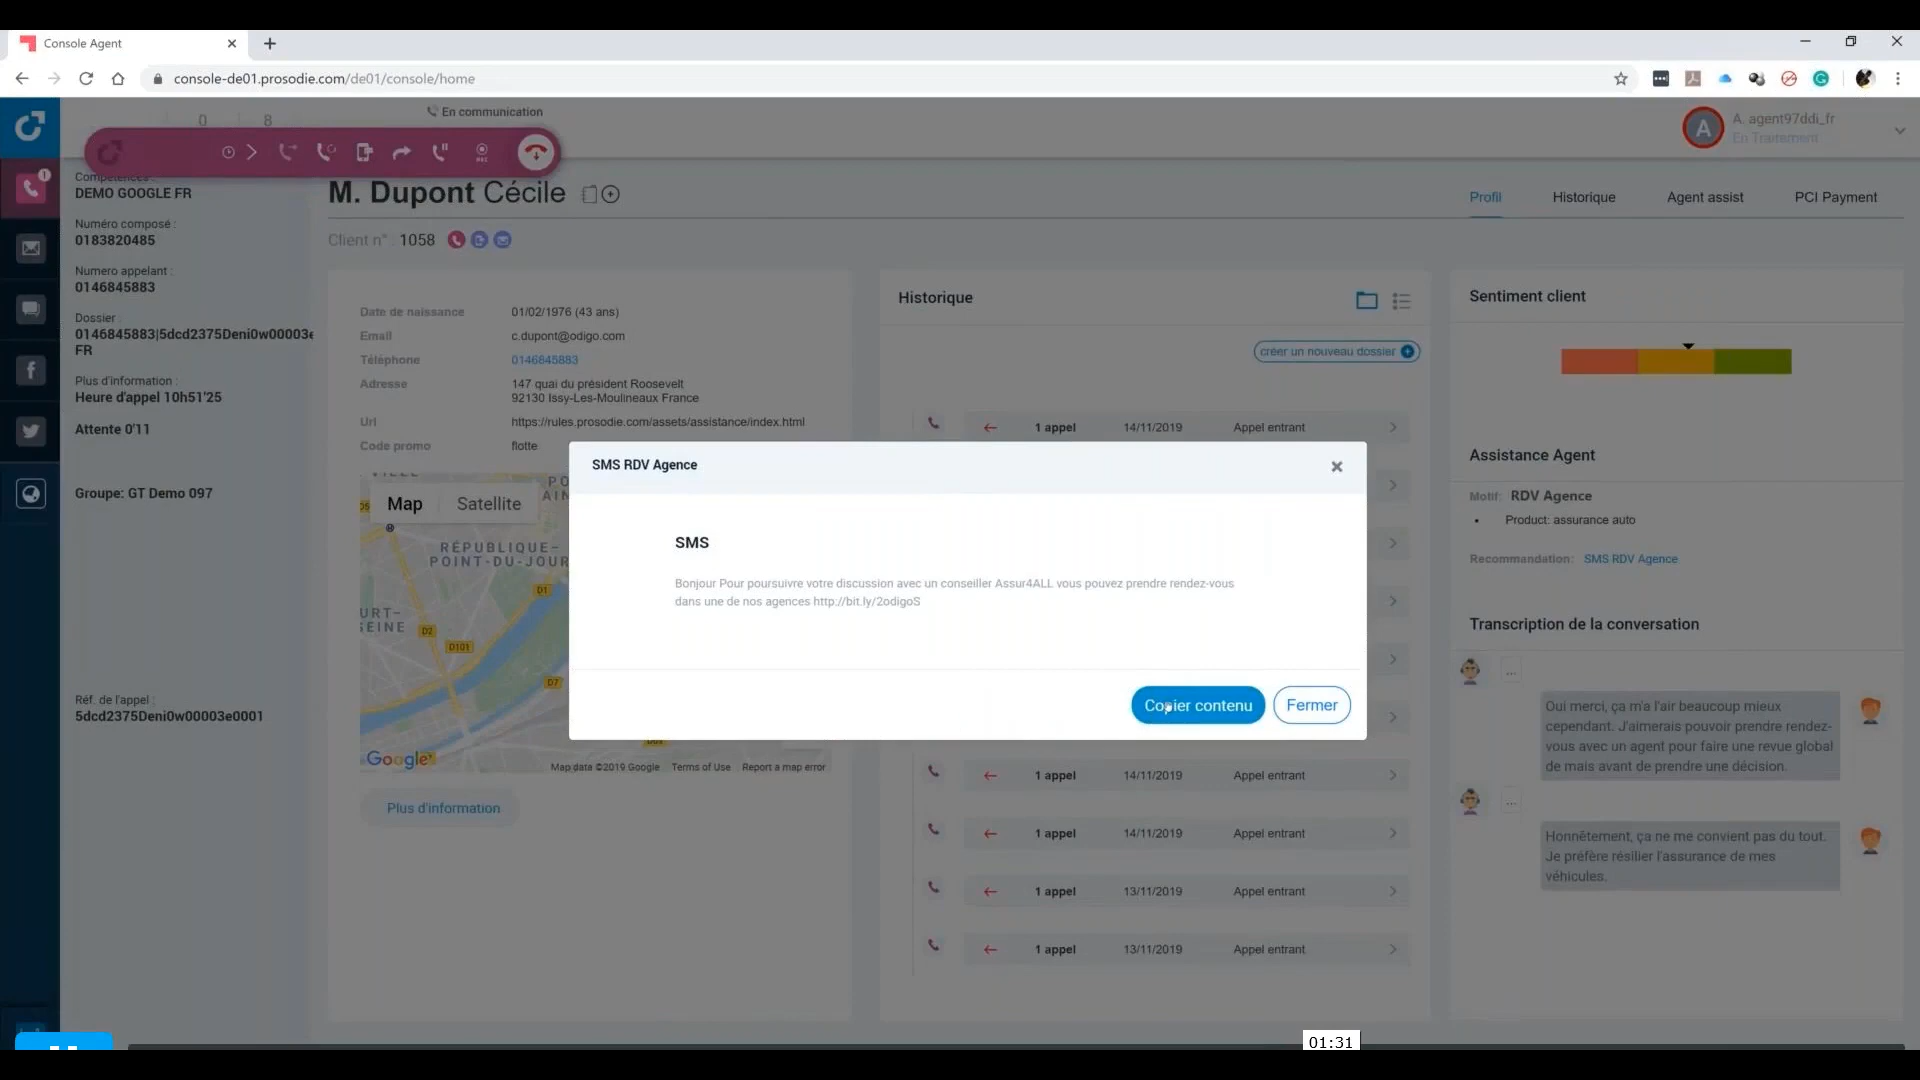 Console Agent
console-de01.prosodie.com/de01/console/home
0 8
En communication
A
A. agent97ddi_fr
En Traitement
REC
1
Compétences :
DEMO GOOGLE FR
Numéro composé :
0183820485
Numero appelant :
0146845883
Dossier :
0146845883|5dcd2375Deni0w00003e
FR
Plus d'information :
Heure d'appel 10h51'25
Attente 0'11
Groupe: GT Demo 097
Réf. de l'appel :
5dcd2375Deni0w00003e0001
M. Dupont Cécile
Profil
Historique
Agent assist
PCI Payment
Client n° : 1058
Date de naissance 01/02/1976 (43 ans)
Email c.dupont@odigo.com
Téléphone 0146845883
Adresse 147 quai du président Roosevelt
92130 Issy-Les-Moulineaux France
Url https://rules.prosodie.com/assets/assistance/index.html
Code promo flotte
Map Satellite
RÉPUBLIQUE-
POINT-DU-JOUR
D1
D2
D101
D7
Google
Map data ©2019 Google Terms of Use Report a map error
Plus d'information
Historique
créer un nouveau dossier
1 appel 14/11/2019 Appel entrant
SMS RDV Agence
SMS
Bonjour Pour poursuivre votre discussion avec un conseiller Assur4ALL vous pouvez prendre rendez-vous
dans une de nos agences http://bit.ly/2odigoS
Copier contenu
Fermer
1 appel 14/11/2019 Appel entrant
1 appel 14/11/2019 Appel entrant
1 appel 13/11/2019 Appel entrant
1 appel 13/11/2019 Appel entrant
Sentiment client
Assistance Agent
Motif: RDV Agence
• Product: assurance auto
Recommandation: SMS RDV Agence
Transcription de la conversation
...
Oui merci, ça m'a l'air beaucoup mieux
cependant. J'aimerais pouvoir prendre rendez-
vous avec un agent pour faire une revue global
de mais avant de prendre une décision.
...
Honnêtement, ça ne me convient pas du tout.
Je préfère résilier l'assurance de mes
véhicules.
01:31